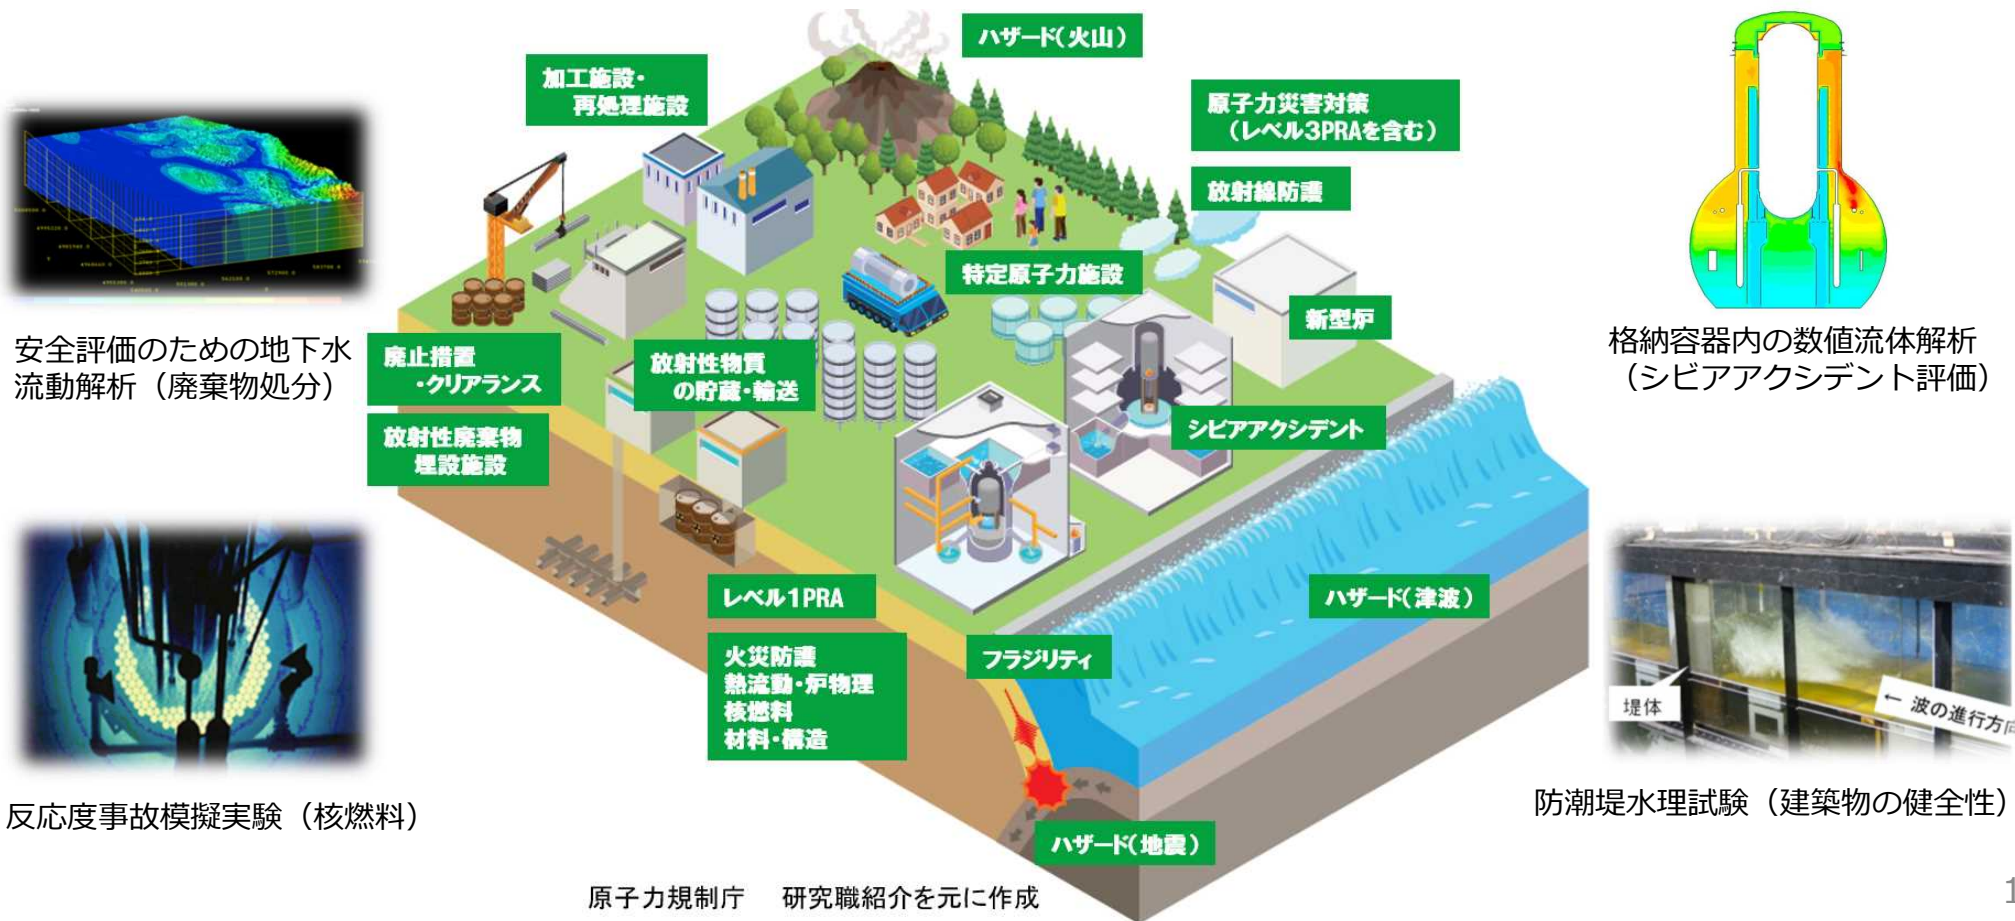 ハザード（火山）
加工施設・
再処理施設
原子力災害対策
（レベル3PRAを含む）
放射線防護
特定原子力施設
新型炉
安全評価のための地下水
流動解析（廃棄物処分）
格納容器内の数値流体解析
（シビアアクシデント評価）
廃止措置
・クリアランス
放射性物質
の貯蔵・輸送
シビアアクシデント
放射性廃棄物
埋設施設
レベル1PRA
ハザード（津波）
火災防護
熱流動・炉物理
核燃料
材料・構造
フラジリティ
堤体
← 波の進行方向
反応度事故模擬実験（核燃料）
防潮堤水理試験（建築物の健全性）
ハザード（地震）
原子力規制庁　研究職紹介を元に作成